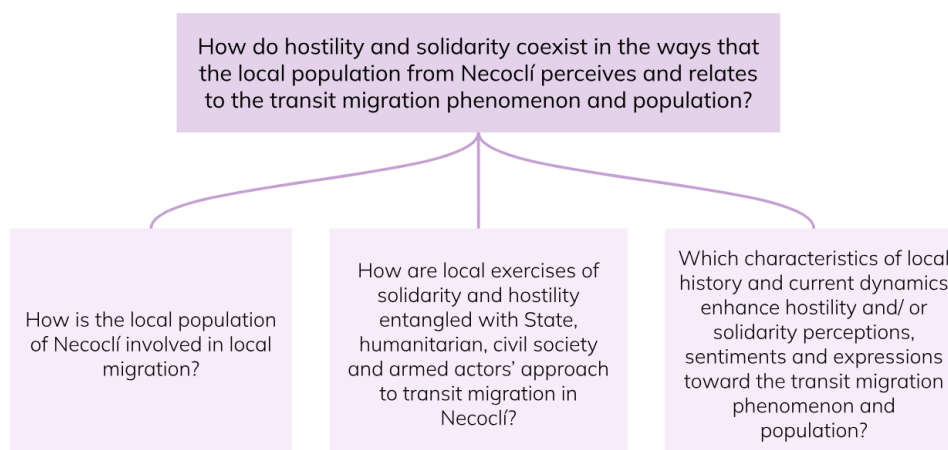 How do hostility and solidarity coexist in the ways that
the local population from Necoclí perceives and relates
to the transit migration phenomenon and population?
How is the local population
of Necoclí involved in local
migration?
How are local exercises of
solidarity and hostility
entangled with State,
humanitarian, civil society
and armed actors’ approach
to transit migration in
Necoclí?
Which characteristics of local
history and current dynamics
enhance hostility and/ or
solidarity perceptions,
sentiments and expressions
toward the transit migration
phenomenon and
population?